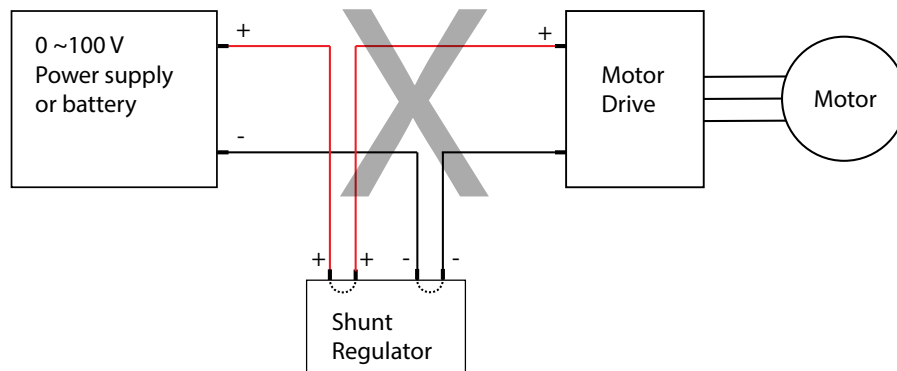 0 ~100 V
Power supply
or battery
+
-
+
Motor
Drive
Motor
+
+
-
-
Shunt
Regulator